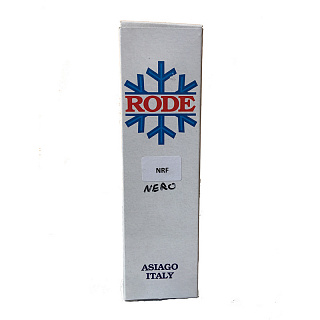 RODE
NRF
NERO
ASIAGO
ITALY